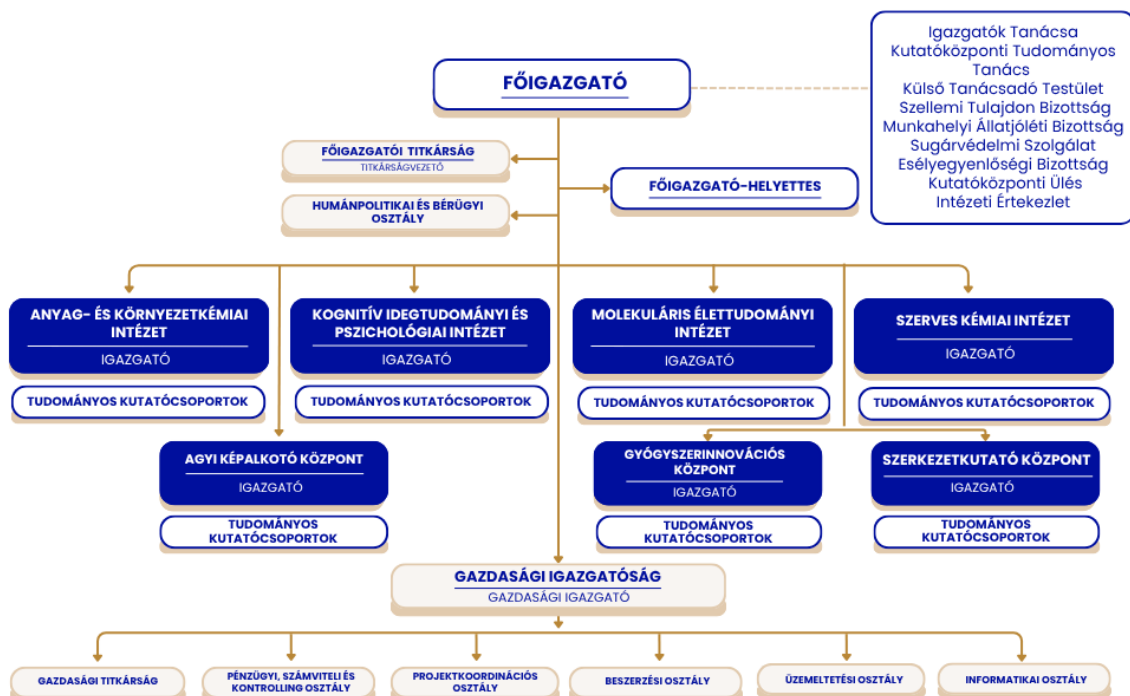 FŐIGAZGATÓ
Igazgatók Tanácsa
Kutatóközponti Tudományos
Tanács
Külső Tanácsadó Testület
Szellemi Tulajdon Bizottság
Munkahelyi Állatjóléti Bizottság
Sugárvédelmi Szolgálat
Esélyegyenlőségi Bizottság
Kutatóközponti Ülés
Intézeti Értekezlet
FŐIGAZGATÓI TITKÁRSÁG
TITKÁRSÁGVEZETŐ
FŐIGAZGATÓ-HELYETTES
HUMÁNPOLITIKAI ÉS BÉRÜGYI
OSZTÁLY
ANYAG- ÉS KÖRNYEZETKÉMIAI
INTÉZET
IGAZGATÓ
TUDOMÁNYOS KUTATÓCSOPORTOK
KOGNITÍV IDEGTUDOMÁNYI ÉS
PSZICHOLÓGIAI INTÉZET
IGAZGATÓ
TUDOMÁNYOS KUTATÓCSOPORTOK
MOLEKULÁRIS ÉLETTUDOMÁNYI
INTÉZET
IGAZGATÓ
TUDOMÁNYOS KUTATÓCSOPORTOK
SZERVES KÉMIAI INTÉZET
IGAZGATÓ
TUDOMÁNYOS KUTATÓCSOPORTOK
AGYI KÉPALKOTÓ KÖZPONT
IGAZGATÓ
TUDOMÁNYOS
KUTATÓCSOPORTOK
GYÓGYSZERINNOVÁCIÓS
KÖZPONT
IGAZGATÓ
TUDOMÁNYOS
KUTATÓCSOPORTOK
SZERKEZETKUTATÓ KÖZPONT
IGAZGATÓ
TUDOMÁNYOS
KUTATÓCSOPORTOK
GAZDASÁGI IGAZGATÓSÁG
GAZDASÁGI IGAZGATÓ
GAZDASÁGI TITKÁRSÁG
PÉNZÜGYI, SZÁMVITELI ÉS
KONTROLLING OSZTÁLY
PROJEKTKOORDINÁCIÓS
OSZTÁLY
BESZERZÉSI OSZTÁLY
ÜZEMELTETÉSI OSZTÁLY
INFORMATIKAI OSZTÁLY